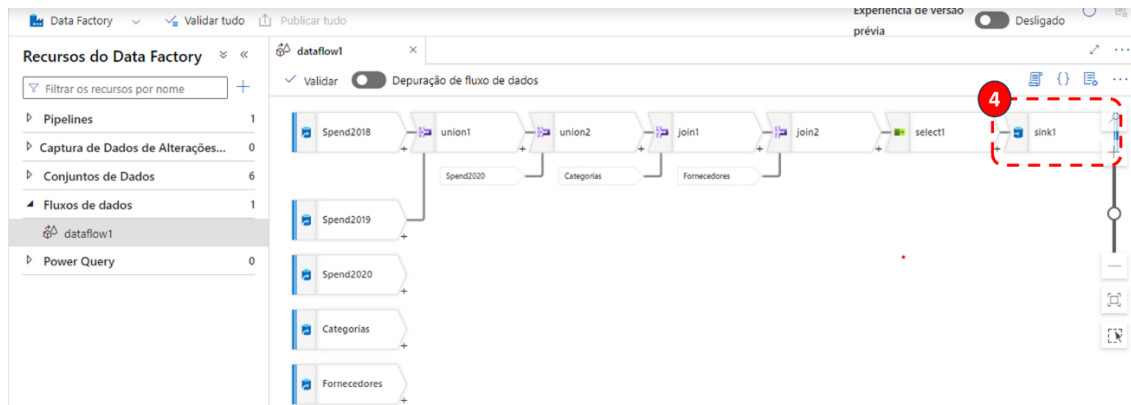 Data Factory
Validar tudo
Publicar tudo
Experiência de versão
prévia
Desligado
Recursos do Data Factory
Filtrar os recursos por nome
Pipelines 1
Captura de Dados de Alterações... 0
Conjuntos de Dados 6
Fluxos de dados 1
dataflow1
Power Query 0
dataflow1
Validar
Depuração de fluxo de dados
4
Spend2018
union1
union2
join1
join2
select1
sink1
Spend2020
Categorias
Fornecedores
Spend2019
Spend2020
Categorias
Fornecedores